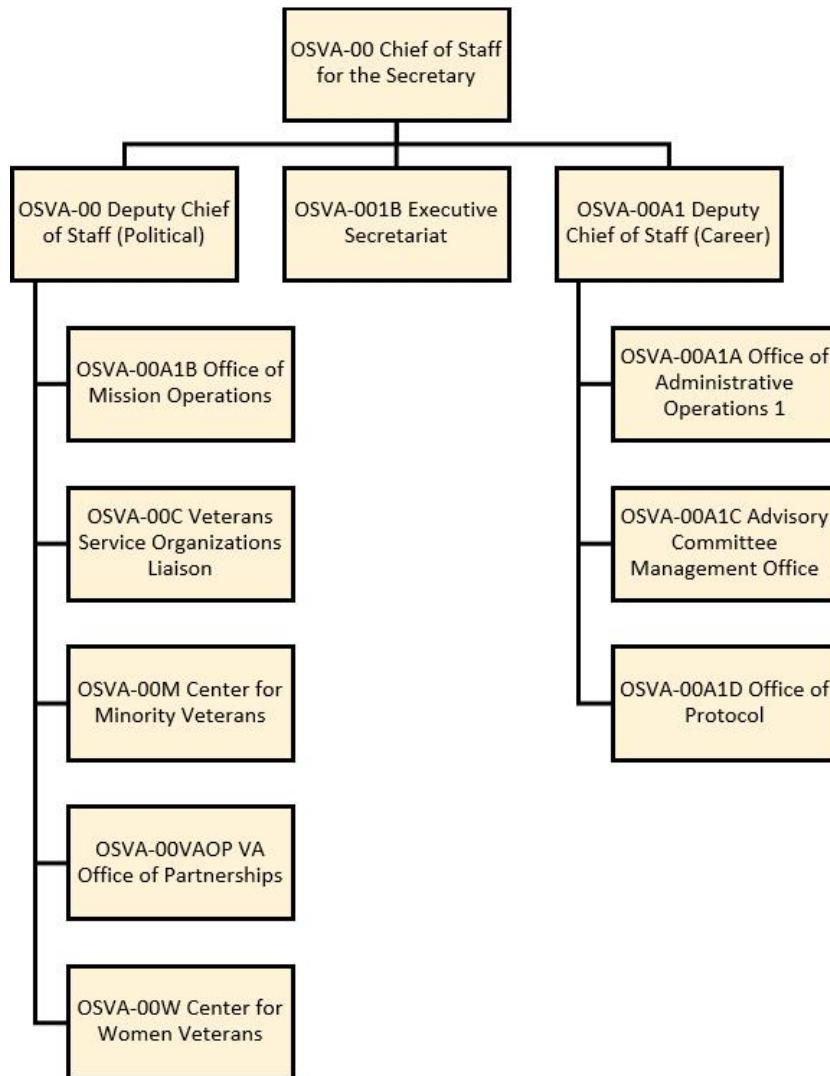 OSVA-00 Chief of Staff
for the Secretary
OSVA-00 Deputy Chief
of Staff (Political)
OSVA-001B Executive
Secretariat
OSVA-00A1 Deputy
Chief of Staff (Career)
OSVA-00A1B Office of
Mission Operations
OSVA-00C Veterans
Service Organizations
Liaison
OSVA-00M Center for
Minority Veterans
OSVA-00VAOP VA
Office of Partnerships
OSVA-00W Center for
Women Veterans
OSVA-00A1A Office of
Administrative
Operations 1
OSVA-00A1C Advisory
Committee
Management Office
OSVA-00A1D Office of
Protocol